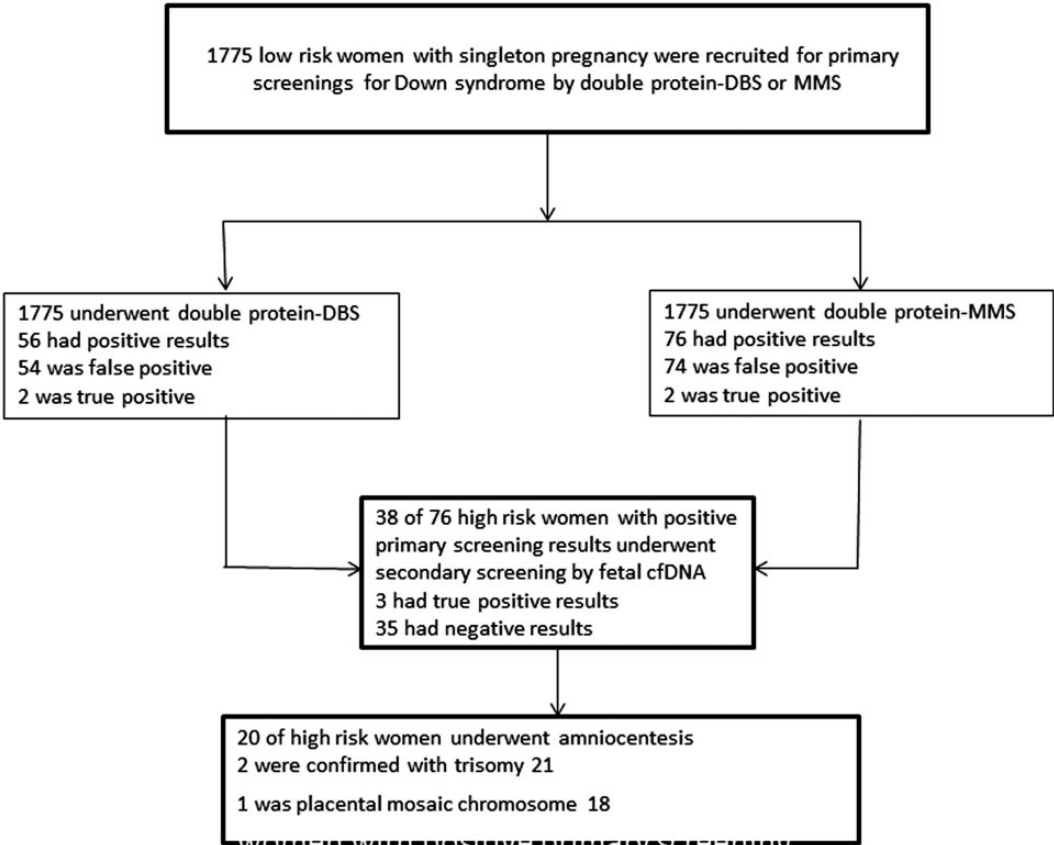 1775 low risk women with singleton pregnancy were recruited for primary
screenings for Down syndrome by double protein-DBS or MMS
1775 underwent double protein-DBS
56 had positive results
54 was false positive
2 was true positive
1775 underwent double protein-MMS
76 had positive results
74 was false positive
2 was true positive
38 of 76 high risk women with positive
primary screening results underwent
secondary screening by fetal cfDNA
3 had true positive results
35 had negative results
20 of high risk women underwent amniocentesis
2 were confirmed with trisomy 21
1 was placental mosaic chromosome 18
women with positive primary screening